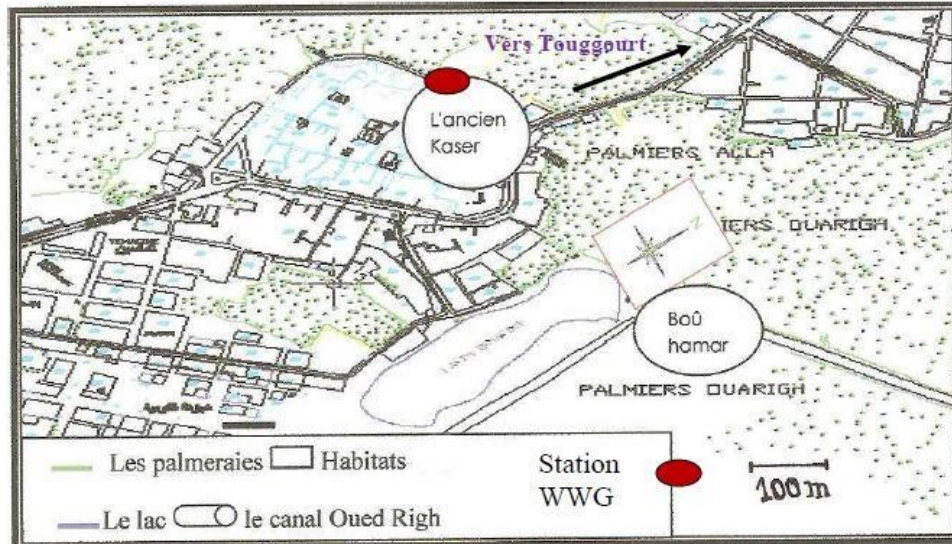 Vers Touggourt
L'ancien
Kaser
PALMIERS ALLA
IERS OUARIGH
N
Boû
hamar
PALMIERS OUARIGH
Les palmeraies
Habitats
Le lac
le canal Oued Righ
Station
WWG
100 m